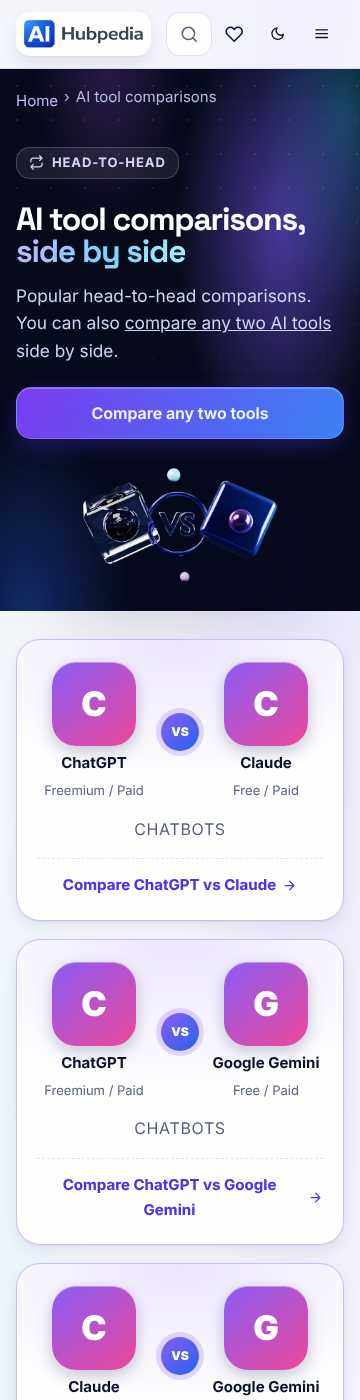 AI Hubpedia
Home › AI tool comparisons
HEAD-TO-HEAD
AI tool comparisons,
side by side
Popular head-to-head comparisons.
You can also compare any two AI tools
side by side.
Compare any two tools
VS
C
VS
C
ChatGPT
Claude
Freemium / Paid
Free / Paid
CHATBOTS
Compare ChatGPT vs Claude →
C
VS
G
ChatGPT
Google Gemini
Freemium / Paid
Free / Paid
CHATBOTS
Compare ChatGPT vs Google
Gemini →
C
VS
G
Claude
Google Gemini